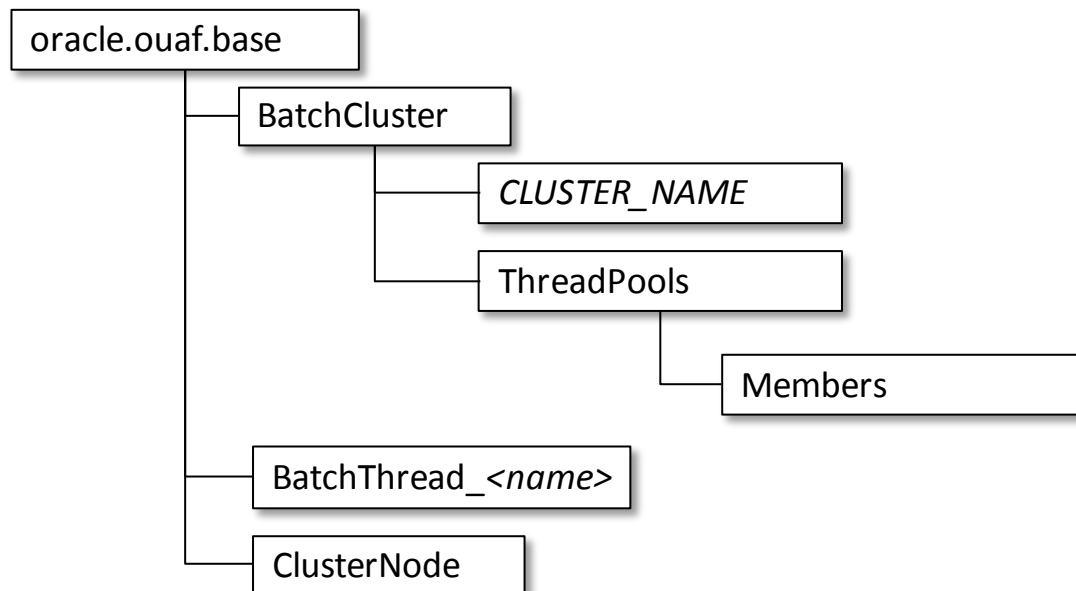 oracle.ouaf.base
BatchCluster
CLUSTER_NAME
ThreadPools
Members
BatchThread_<name>
ClusterNode